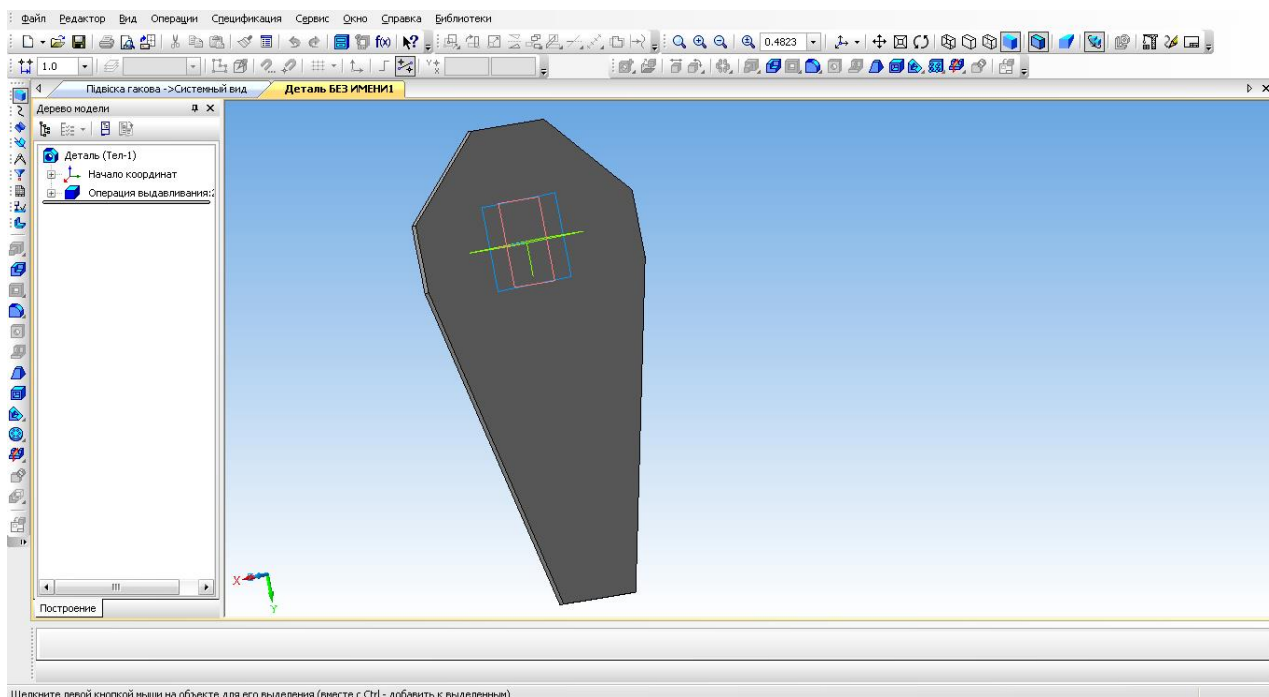 Файл Редактор Вид Операции Спецификация Сервис Окно Справка Библиотеки
f(x) 0.4823
1.0
Підвіска гакова ->Системный вид Деталь БЕЗ ИМЕНИ1
Дерево модели
Деталь (Тел-1)
Начало координат
Операция выдавливания:2
X
Y
Построение
Щелкните левой кнопкой мыши на объекте для его выделения (вместе с Ctrl - добавить к выделенным)